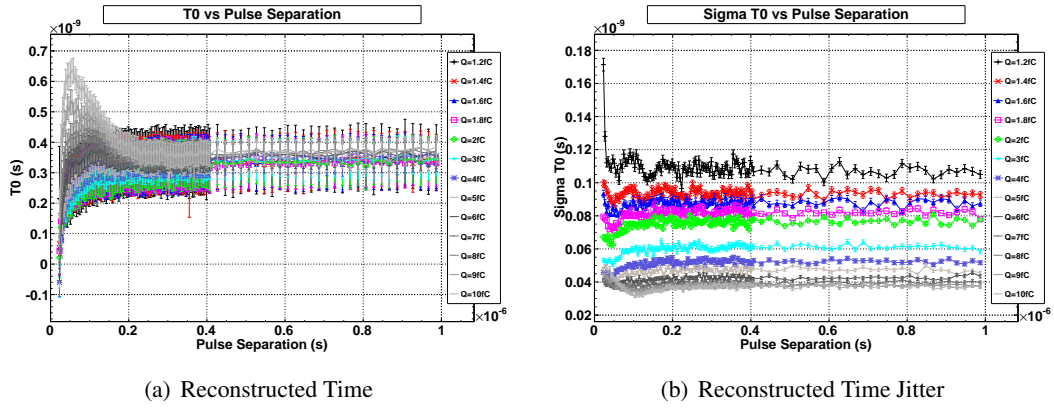 T0 vs Pulse Separation
×10⁻⁹
T0 (s)
0.7
0.6
0.5
0.4
0.3
0.2
0.1
0
-0.1
0
0.2
0.4
0.6
0.8
1
×10⁻⁶
Pulse Separation (s)
Q=1.2fC
Q=1.4fC
Q=1.6fC
Q=1.8fC
Q=2fC
Q=3fC
Q=4fC
Q=5fC
Q=6fC
Q=7fC
Q=8fC
Q=9fC
Q=10fC
(a) Reconstructed Time
Sigma T0 vs Pulse Separation
×10⁻⁹
Sigma T0 (s)
0.18
0.16
0.14
0.12
0.1
0.08
0.06
0.04
0.02
0
0.2
0.4
0.6
0.8
1
×10⁻⁶
Pulse Separation (s)
Q=1.2fC
Q=1.4fC
Q=1.6fC
Q=1.8fC
Q=2fC
Q=3fC
Q=4fC
Q=5fC
Q=6fC
Q=7fC
Q=8fC
Q=9fC
Q=10fC
(b) Reconstructed Time Jitter